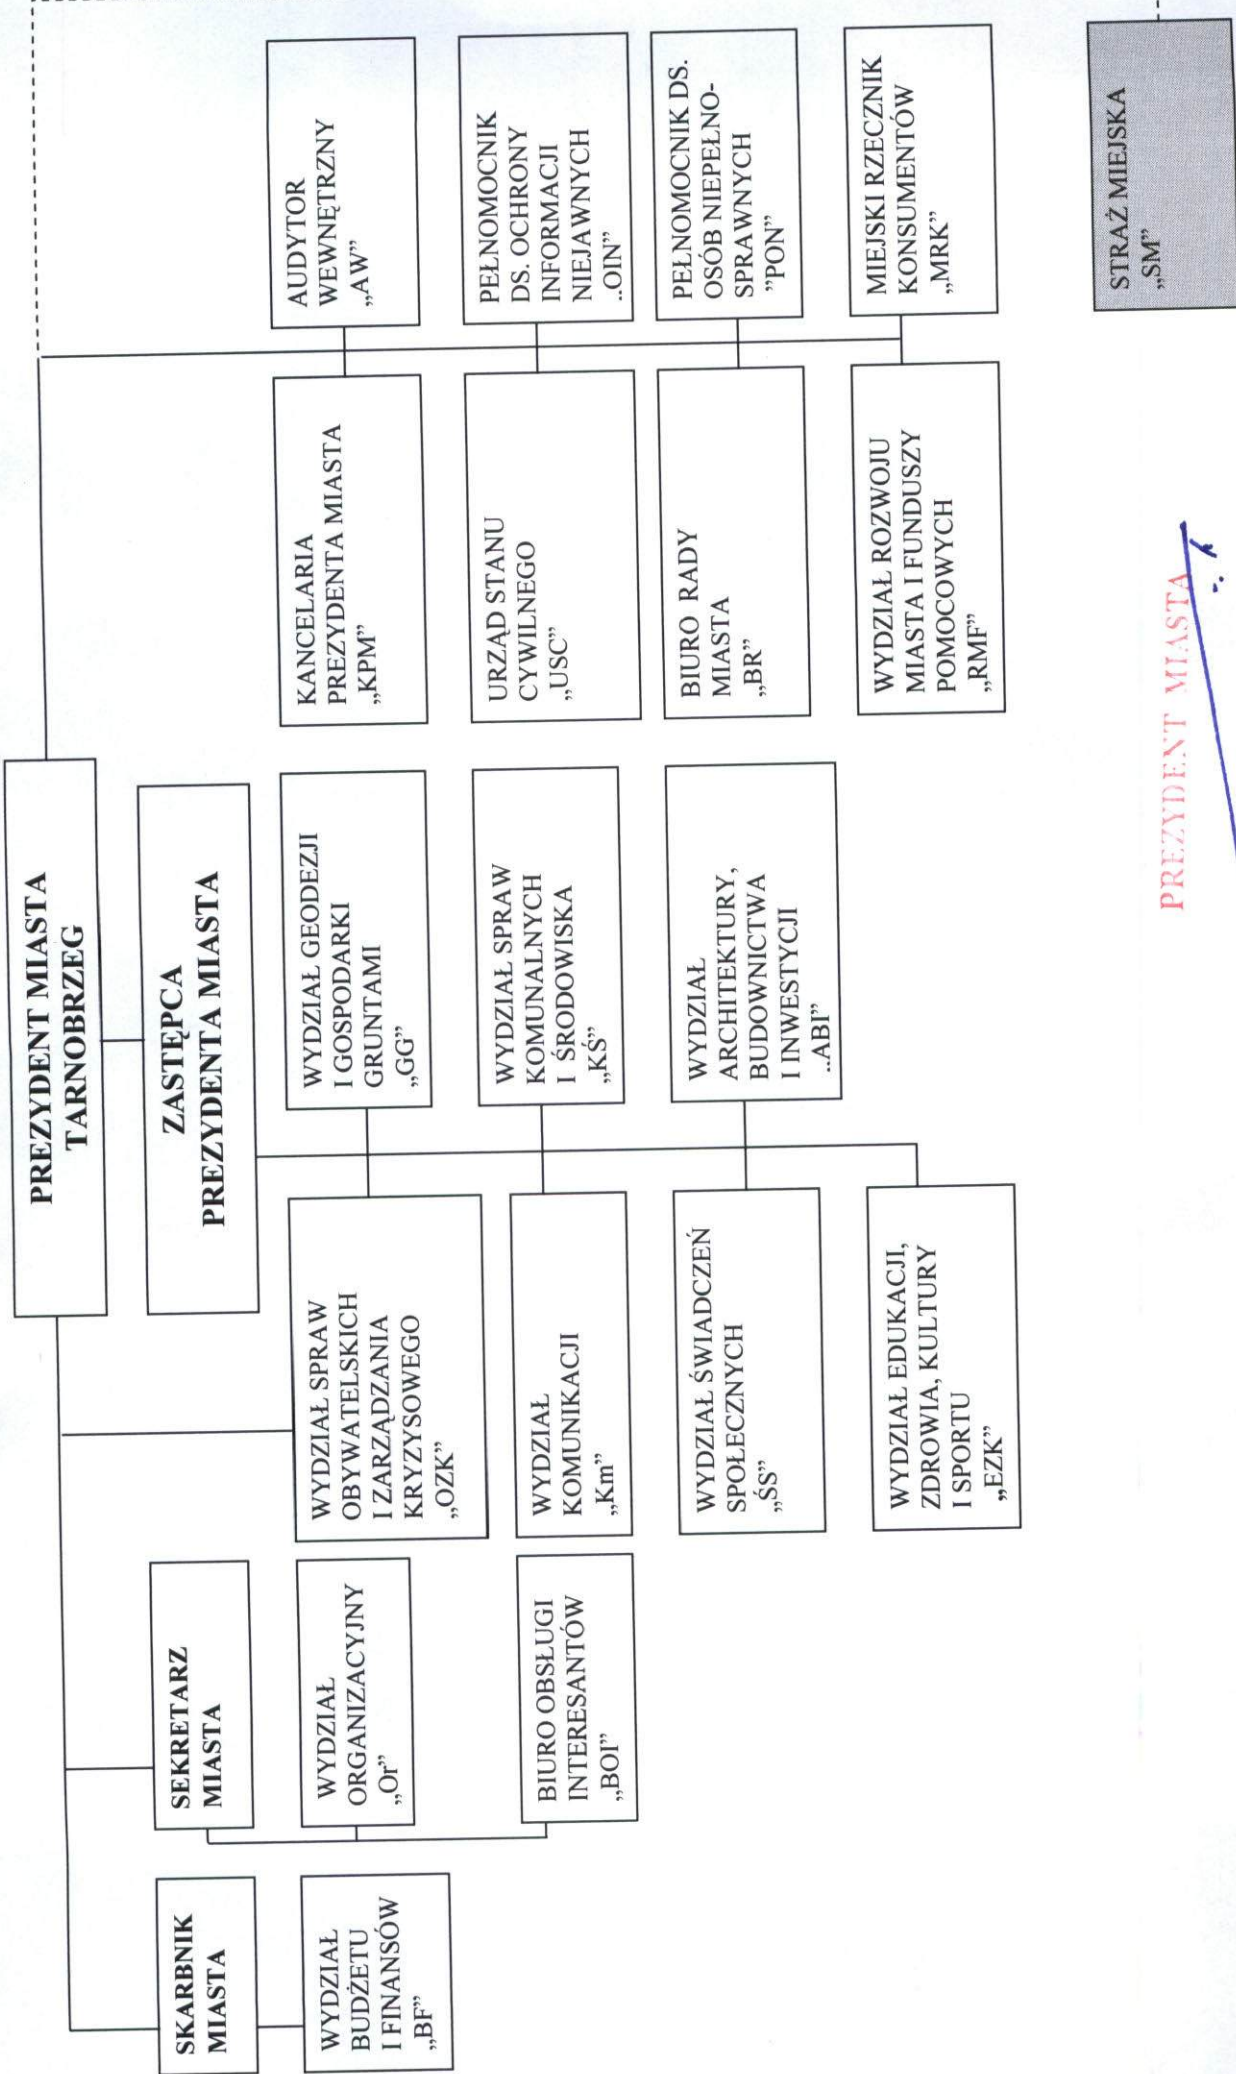 PREZYDENT MIASTA
TARNOBRZEG
ZASTĘPCA
PREZYDENTA MIASTA
SKARBNIK
MIASTA
SEKRETARZ
MIASTA
WYDZIAŁ
BUDŻETU
I FINANSÓW
„BF”
WYDZIAŁ
ORGANIZACYJNY
„Or”
BIURO OBSŁUGI
INTERESANTÓW
„BOI”
WYDZIAŁ SPRAW
OBYWATELSKICH
I ZARZĄDZANIA
KRYZYSOWEGO
„OZK”
WYDZIAŁ
KOMUNIKACJI
„Km”
WYDZIAŁ ŚWIADCZEŃ
SPOŁECZNYCH
„ŚS”
WYDZIAŁ EDUKACJI,
ZDROWIA, KULTURY
I SPORTU
„EZK”
WYDZIAŁ GEODEZJI
I GOSPODARKI
GRUNTAMI
„GG”
WYDZIAŁ SPRAW
KOMUNALNYCH
I ŚRODOWISKA
„KŚ”
WYDZIAŁ
ARCHITEKTURY,
BUDOWNICTWA
I INWESTYCJI
„ABI”
KANCELARIA
PREZYDENTA MIASTA
„KPM”
URZĄD STANU
CYWILNEGO
„USC”
BIURO RADY
MIASTA
„BR”
WYDZIAŁ ROZWOJU
MIASTA I FUNDUSZY
POMOCOWYCH
„RMF”
AUDYTOR
WEWNĘTRZNY
„AW”
PEŁNOMOCNIK
DS. OCHRONY
INFORMACJI
NIEJAWNYCH
„OIN”
PEŁNOMOCNIK DS.
OSÓB NIEPEŁNO-
SPRAWNYCH
”PON”
MIEJSKI RZECZNIK
KONSUMENTÓW
„MRK”
STRAŻ MIEJSKA
„SM”
PREZYDENT MIASTA